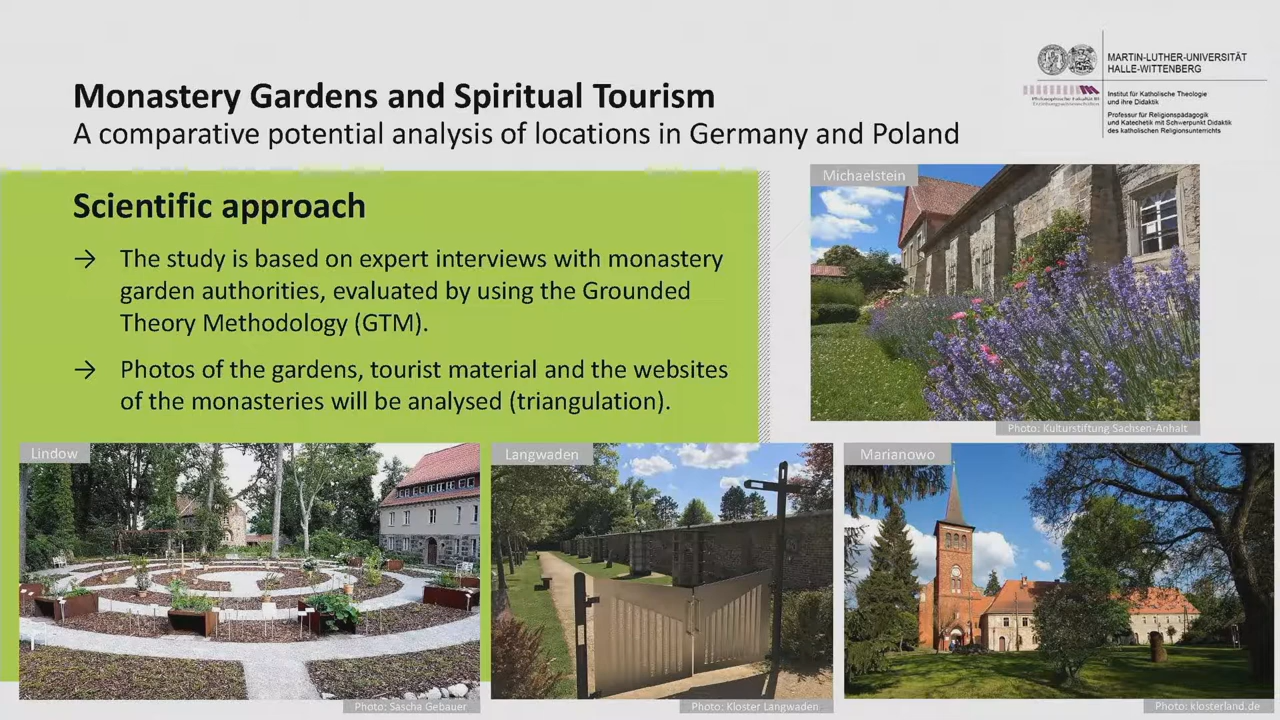 Monastery Gardens and Spiritual Tourism
A comparative potential analysis of locations in Germany and Poland
MARTIN-LUTHER-UNIVERSITÄT
HALLE-WITTENBERG
Philosophische Fakultät III
Erziehungswissenschaften
Institut für Katholische Theologie
und ihre Didaktik
Professur für Religionspädagogik
und Katechetik mit Schwerpunkt Didaktik
des katholischen Religionsunterrichts
Scientific approach
→ The study is based on expert interviews with monastery
garden authorities, evaluated by using the Grounded
Theory Methodology (GTM).
→ Photos of the gardens, tourist material and the websites
of the monasteries will be analysed (triangulation).
Michaelstein
Photo: Kulturstiftung Sachsen-Anhalt
Lindow
Photo: Sascha Gebauer
Langwaden
Photo: Kloster Langwaden
Marianowo
Photo: klosterland.de